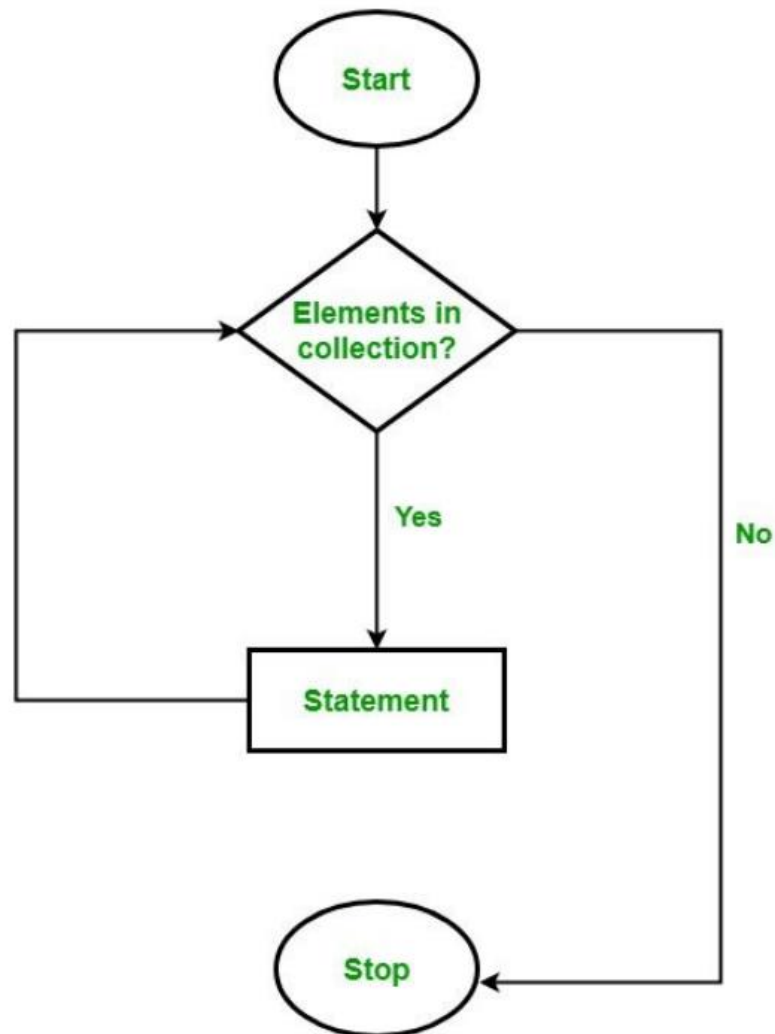 Start
Elements in
collection?
Yes
No
Statement
Stop